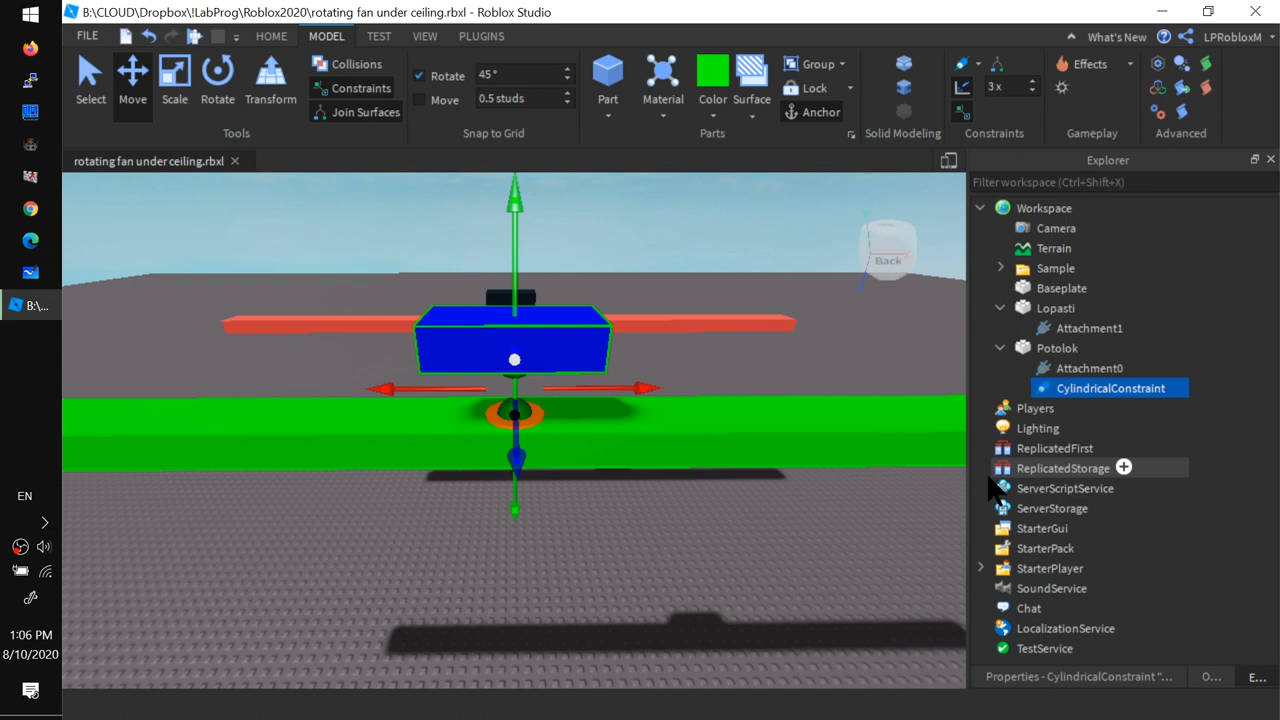 B:\CLOUD\Dropbox\!LabProg\Roblox2020\rotating fan under ceiling.rbxl - Roblox Studio
FILE HOME MODEL TEST VIEW PLUGINS What's New LPRobloxM
Select Move Scale Rotate Transform
Collisions
Constraints
Join Surfaces
Rotate 45°
Move 0.5 studs
Part Material Color Surface
Group
Lock
Anchor
3 x
Effects
Tools Snap to Grid Parts Solid Modeling Constraints Gameplay Advanced
rotating fan under ceiling.rbxl
Explorer
Filter workspace (Ctrl+Shift+X)
Workspace
Camera
Terrain
Sample
Baseplate
Lopasti
Attachment1
Potolok
Attachment0
CylindricalConstraint
Players
Lighting
ReplicatedFirst
ReplicatedStorage
ServerScriptService
ServerStorage
StarterGui
StarterPack
StarterPlayer
SoundService
Chat
LocalizationService
TestService
Properties - CylindricalConstraint "... O... E...
Back
B:\...
EN
1:06 PM
8/10/2020